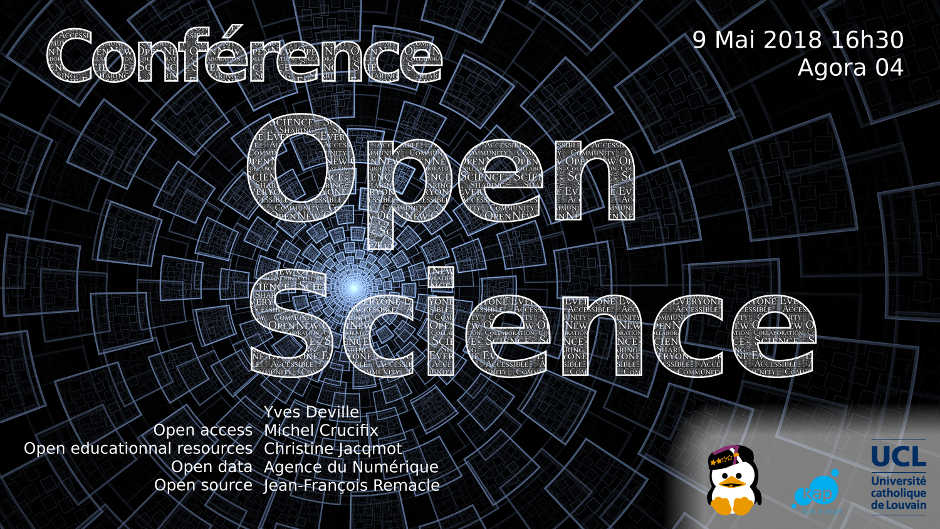 Conférence
9 Mai 2018 16h30
Agora 04
Open
Science
Yves Deville
Open access Michel Crucifix
Open educationnal resources Christine Jacqmot
Open data Agence du Numérique
Open source Jean-François Remacle
UCL
Université
catholique
de Louvain